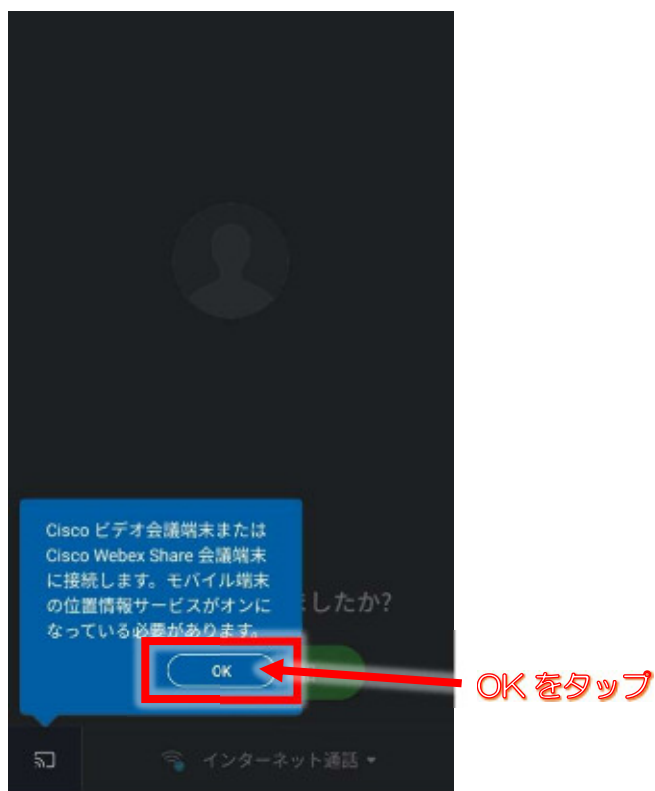 Cisco ビデオ会議端末または
Cisco Webex Share 会議端末
に接続します。モバイル端末
の位置情報サービスがオンに
なっている必要があります。
したか?
OK
OK をタップ
インターネット通話